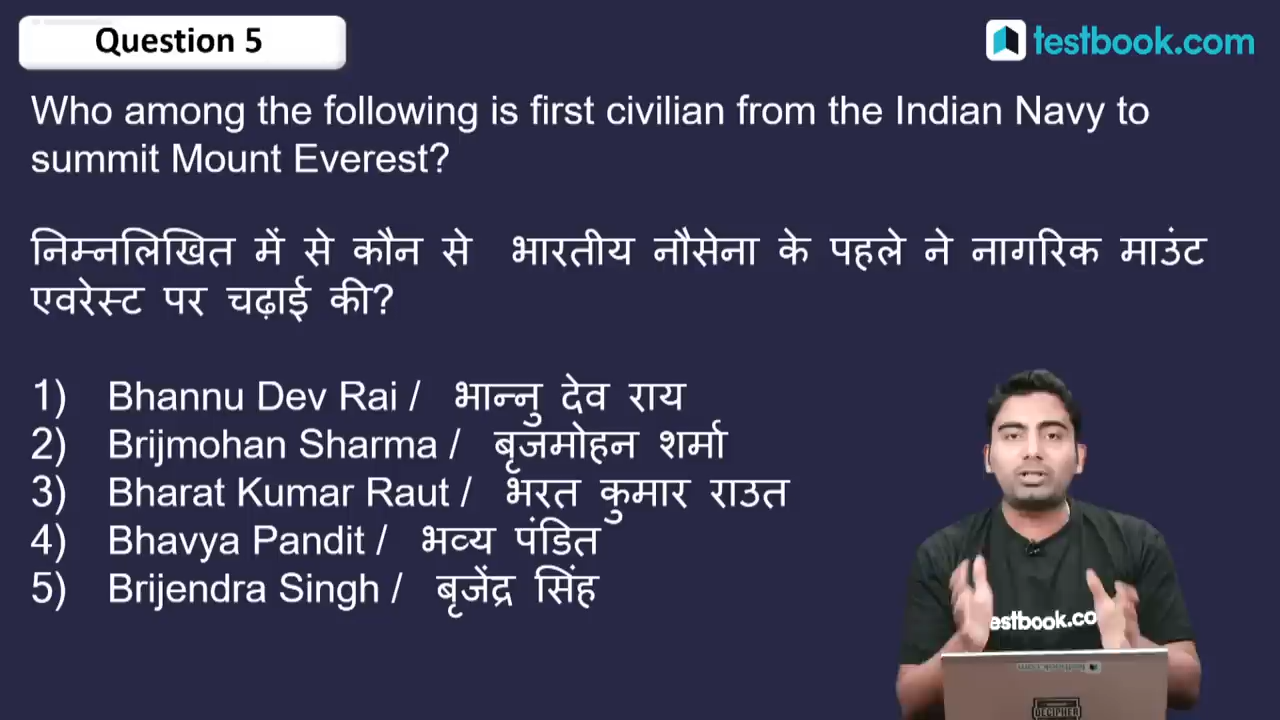 Question 5
testbook.com
Who among the following is first civilian from the Indian Navy to
summit Mount Everest?
निम्नलिखित में से कौन से भारतीय नौसेना के पहले ने नागरिक माउंट
एवरेस्ट पर चढ़ाई की?
1) Bhannu Dev Rai / भान्नु देव राय
2) Brijmohan Sharma / बृजमोहन शर्मा
3) Bharat Kumar Raut / भरत कुमार राउत
4) Bhavya Pandit / भव्य पंडित
5) Brijendra Singh / बृजेंद्र सिंह
estbook.co
DECIPHER